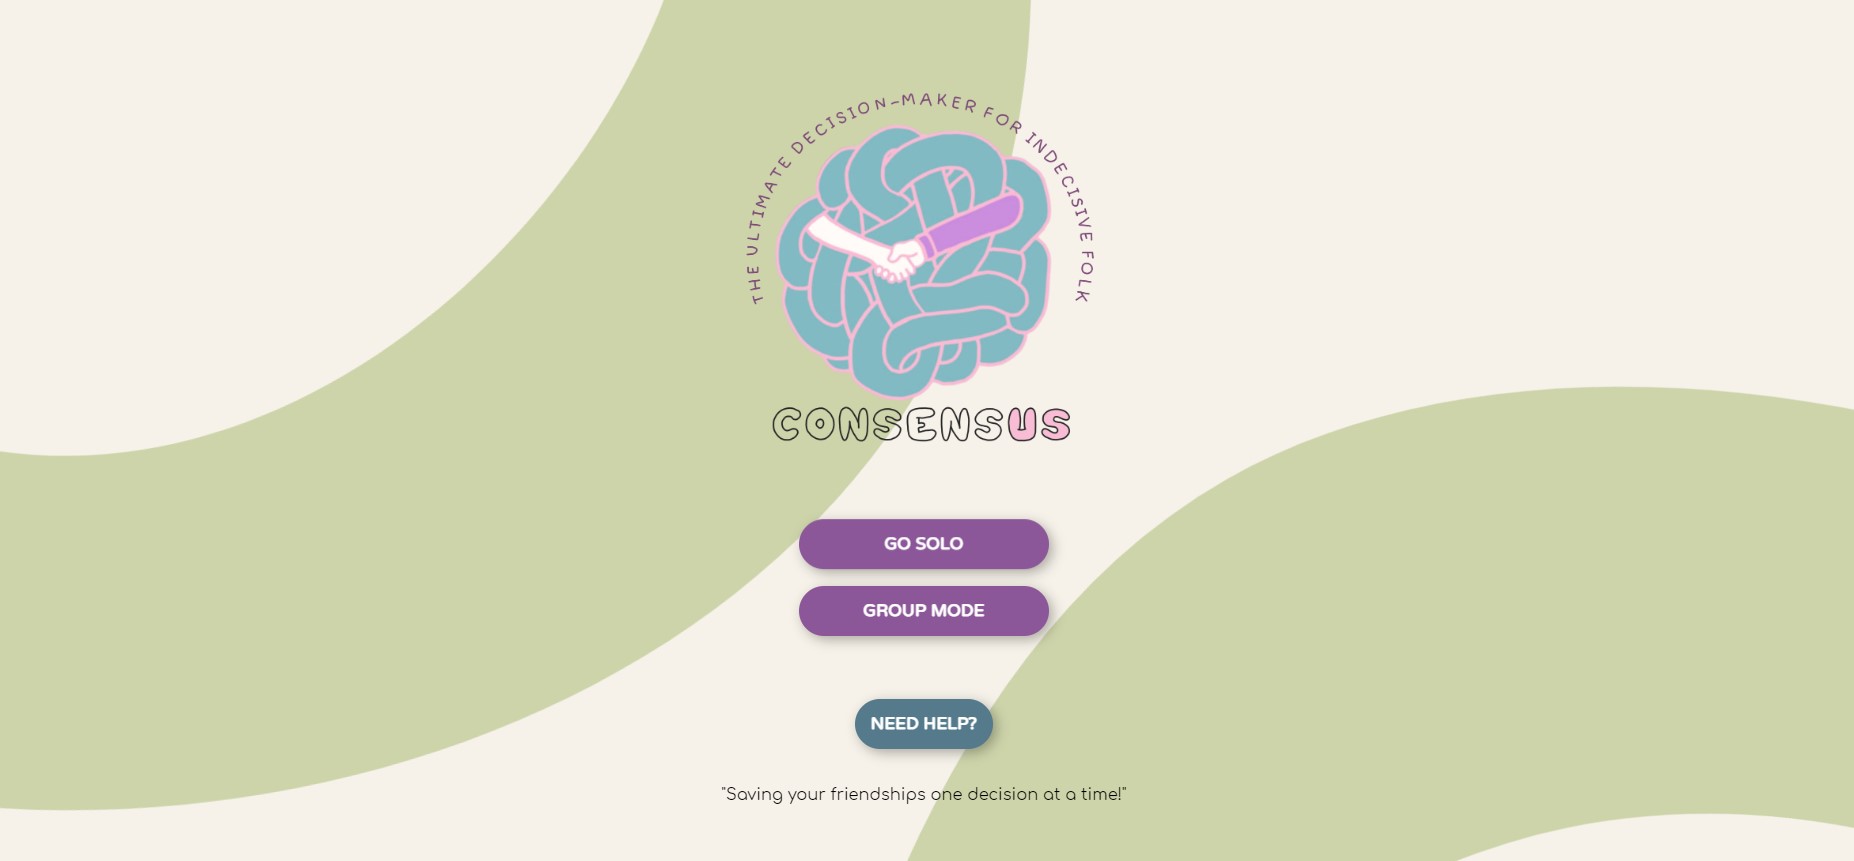 THE ULTIMATE DECISION-MAKER FOR INDECISIVE FOLK
CONSENSUS
GO SOLO
GROUP MODE
NEED HELP?
"Saving your friendships one decision at a time!"